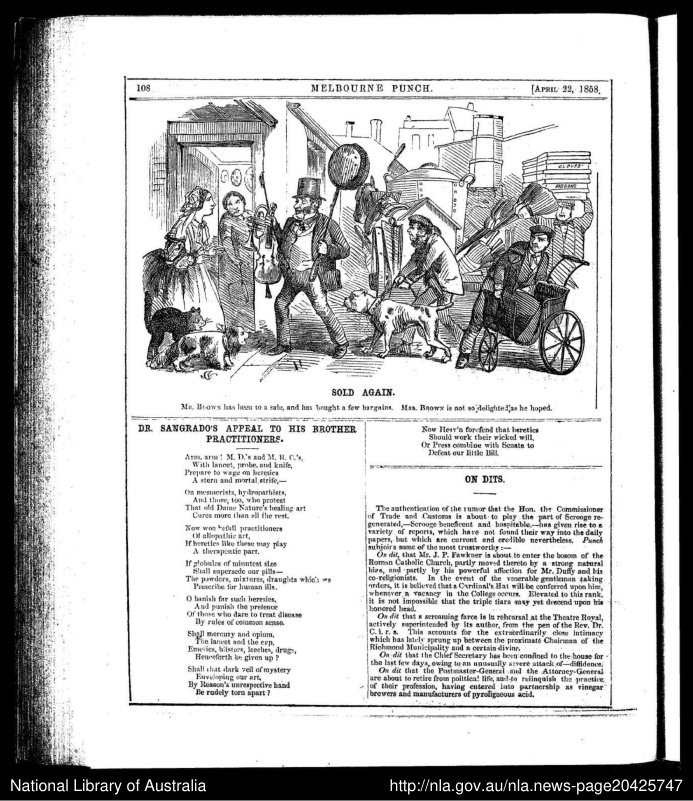 108
MELBOURNE PUNCH.
[APRIL 22, 1858.
GLOVES
SOLD AGAIN.
MR. BROWN has been to a sale, and has bought a few bargains. MRS. BROWN is not so delighted as he hoped.
DR. SANGRADO'S APPEAL TO HIS BROTHER
PRACTITIONERS.
Arm, arm! M. D.'s and M. R. C.'s,
With lancet, probe, and knife,
Prepare to wage on heretics
A stern and mortal strife,—
On mesmerists, hydropathists,
And those, too, who protest
That old Dame Nature's healing art
Cures more than all the rest.
Now woe befall practitioners
Of allopathic art,
If heretics like these may play
A therapeutic part.
If globules of minutest size
Shall supersede our pills—
The powders, mixtures, draughts which we
Prescribe for human ills.
O banish far such heresies,
And punish the pretence
Of those who dare to treat disease
By rules of common sense.
Shall mercury and opium,
The lancet and the cup,
Emetics, blisters, leeches, drugs,
Henceforth be given up?
Shall that dark veil of mystery
Enveloping our art,
By Reason's unrespective hand
Be rudely torn apart?
Now Heav'n forefend that heretics
Should work their wicked will,
Or Press combine with Senate to
Defeat our little Bill.
ON DITS.
The authentication of the rumor that the Hon. the Commissioner
of Trade and Customs is about to play the part of Scrooge re-
generated,—Scrooge beneficent and hospitable,—has given rise to a
variety of reports, which have not found their way into the daily
papers, but which are current and credible nevertheless. Punch
subjoins some of the most trustworthy:—
On dit, that Mr. J. P. Fawkner is about to enter the bosom of the
Roman Catholic Church, partly moved thereto by a strong natural
bias, and partly by his powerful affection for Mr. Duffy and his
co-religionists. In the event of the venerable gentleman taking
orders, it is believed that a Cardinal's Hat will be conferred upon him,
whenever a vacancy in the College occurs. Elevated to this rank,
it is not impossible that the triple tiara may yet descend upon his
honored head.
On dit that a screaming farce is in rehearsal at the Theatre Royal,
actively superintended by its author, from the pen of the Rev. Dr.
C. i. r. s. This accounts for the extraordinarily close intimacy
which has lately sprung up between the proximate Chairman of the
Richmond Municipality and a certain divine.
On dit that the Chief Secretary has been confined to the house for
the last few days, owing to an unusually severe attack of—diffidence.
On dit that the Postmaster-General and the Attorney-General
are about to retire from political life, and to relinquish the practice
of their profession, having entered into partnership as vinegar
brewers and manufacturers of pyroligneous acid.
National Library of Australia
http://nla.gov.au/nla.news-page20425747